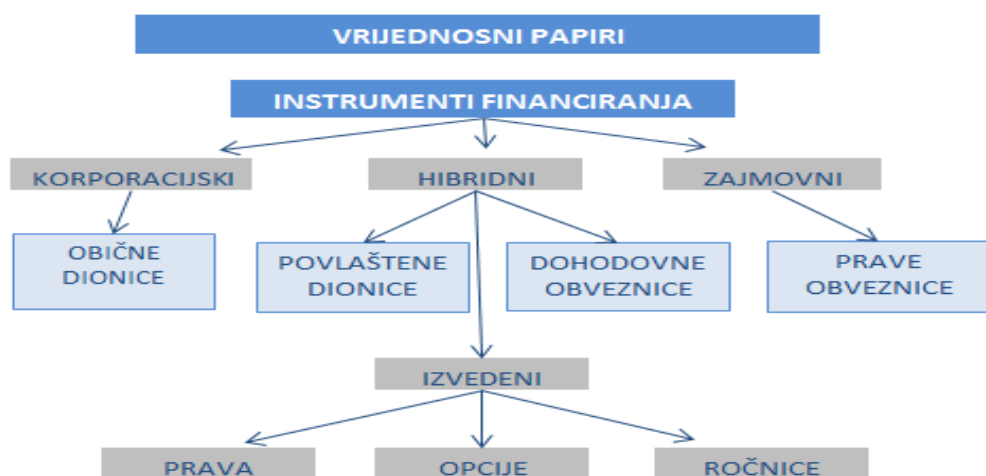 VRIJEDNOSNI PAPIRI
INSTRUMENTI FINANCIRANJA
KORPORACIJSKI
HIBRIDNI
ZAJMOVNI
OBIČNE
DIONICE
POVLAŠTENE
DIONICE
DOHODOVNE
OBVEZNICE
PRAVE
OBVEZNICE
IZVEDENI
PRAVA
OPCIJE
ROČNICE